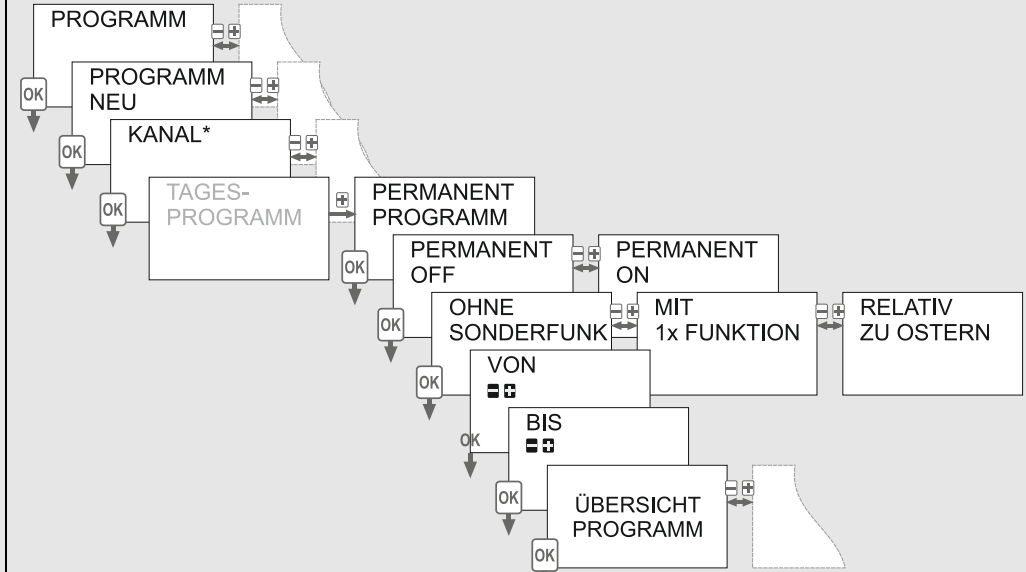 PROGRAMM
OK
PROGRAMM
NEU
OK
KANAL*
OK
TAGES-
PROGRAMM
PERMANENT
PROGRAMM
OK
PERMANENT
OFF
PERMANENT
ON
OK
OHNE
SONDERFUNK
MIT
1x FUNKTION
RELATIV
ZU OSTERN
OK
VON
OK
BIS
OK
ÜBERSICHT
PROGRAMM
OK